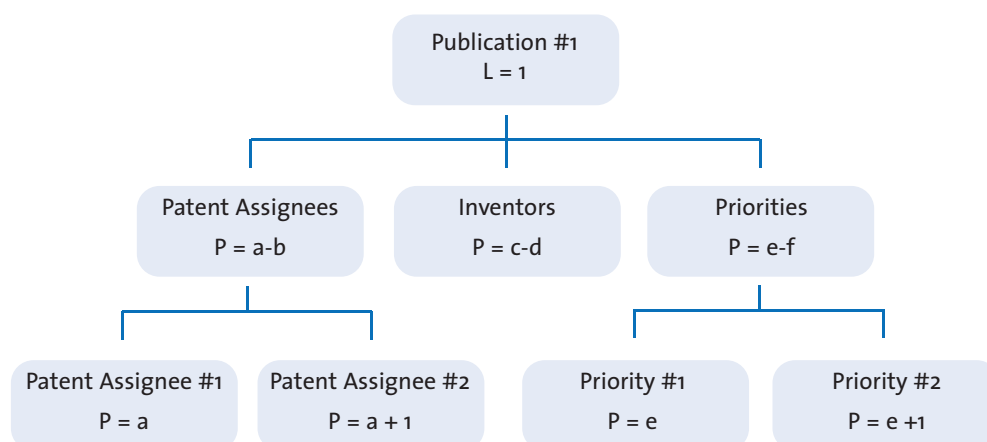 Publication #1
L = 1
Patent Assignees
P = a-b
Inventors
P = c-d
Priorities
P = e-f
Patent Assignee #1
P = a
Patent Assignee #2
P = a + 1
Priority #1
P = e
Priority #2
P = e +1